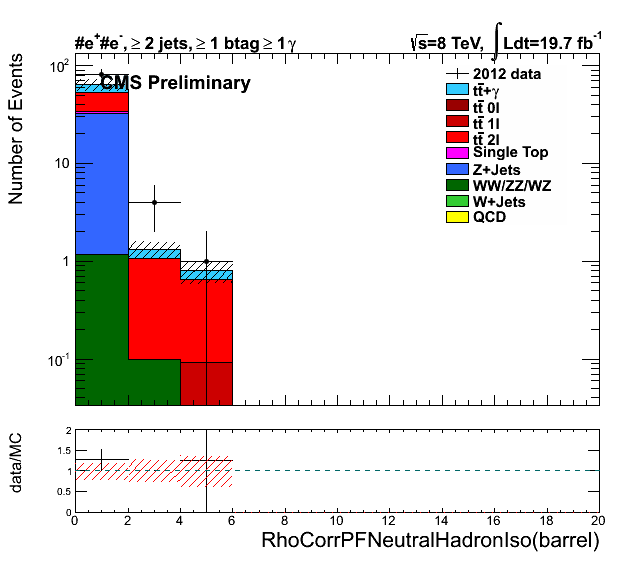 #e⁺#e⁻, ≥ 2 jets, ≥ 1 btag ≥ 1 γ
√s=8 TeV, ∫ Ldt=19.7 fb⁻¹
CMS Preliminary
Number of Events
10²
10
1
10⁻¹
2012 data
tt̄+γ
tt̄ 0l
tt̄ 1l
tt̄ 2l
Single Top
Z+Jets
WW/ZZ/WZ
W+Jets
QCD
data/MC
2
1.5
1
0.5
0
0 2 4 6 8 10 12 14 16 18 20
RhoCorrPFNeutralHadronIso(barrel)